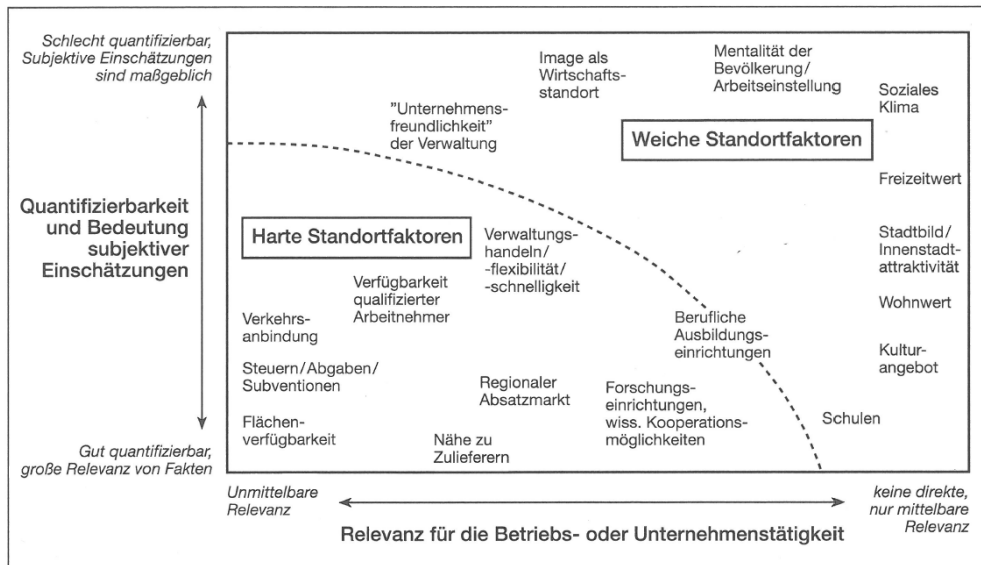 Schlecht quantifizierbar,
Subjektive Einschätzungen
sind maßgeblich
Quantifizierbarkeit
und Bedeutung
subjektiver
Einschätzungen
Gut quantifizierbar,
große Relevanz von Fakten
Image als
Wirtschafts-
standort
Mentalität der
Bevölkerung/
Arbeitseinstellung
Soziales
Klima
"Unternehmens-
freundlichkeit"
der Verwaltung
Weiche Standortfaktoren
Freizeitwert
Harte Standortfaktoren
Verwaltungs-
handeln/
-flexibilität/
-schnelligkeit
Stadtbild/
Innenstadt-
attraktivität
Verfügbarkeit
qualifizierter
Arbeitnehmer
Wohnwert
Verkehrs-
anbindung
Berufliche
Ausbildungs-
einrichtungen
Kultur-
angebot
Steuern/Abgaben/
Subventionen
Regionaler
Absatzmarkt
Forschungs-
einrichtungen,
wiss. Kooperations-
möglichkeiten
Schulen
Flächen-
verfügbarkeit
Nähe zu
Zulieferern
Unmittelbare
Relevanz
keine direkte,
nur mittelbare
Relevanz
Relevanz für die Betriebs- oder Unternehmenstätigkeit